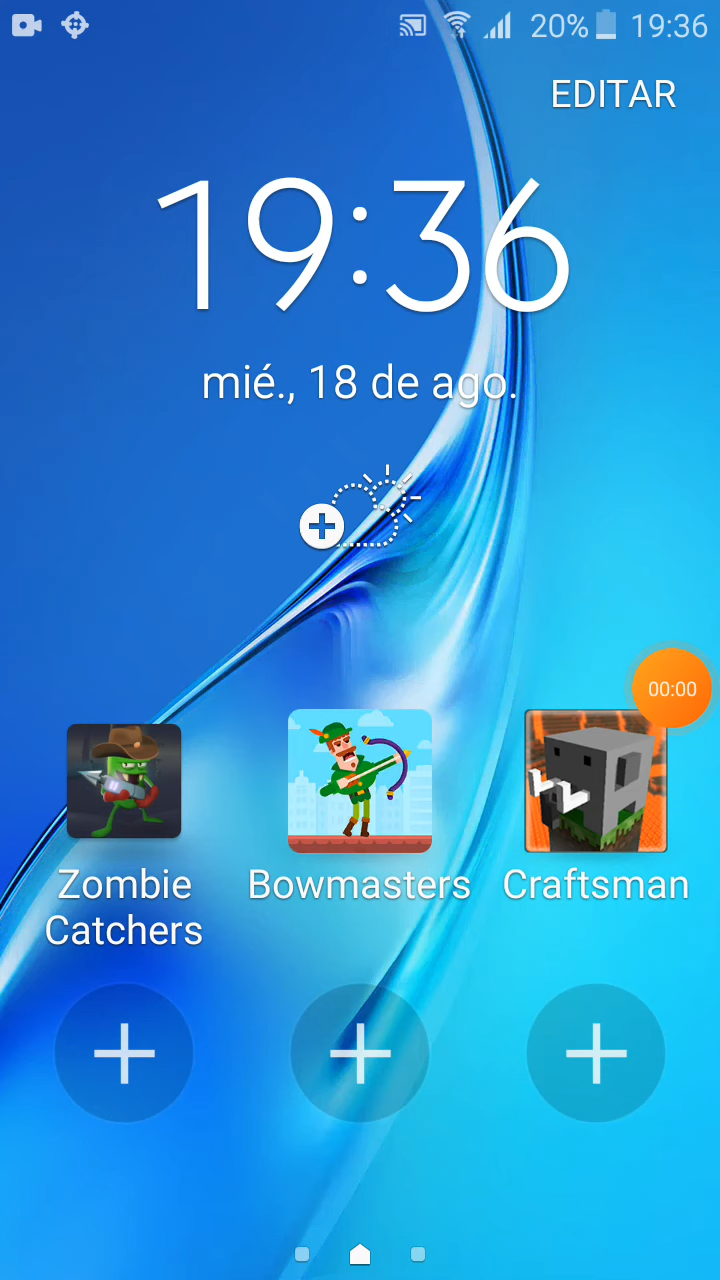 20% 19:36
EDITAR
19:36
mié., 18 de ago.
00:00
Zombie
Catchers
Bowmasters
Craftsman